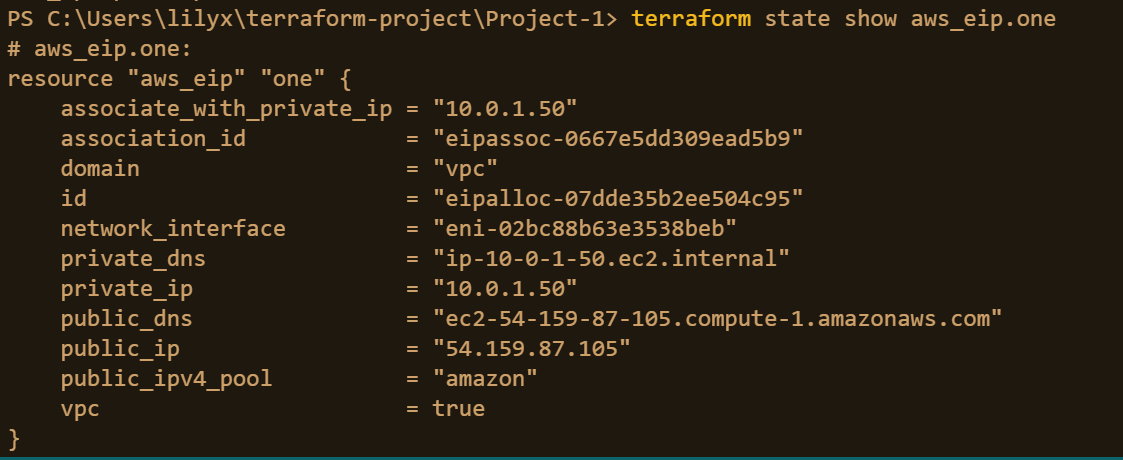 PS C:\Users\lilyx\terraform-project\Project-1> terraform state show aws_eip.one
# aws_eip.one:
resource "aws_eip" "one" {
    associate_with_private_ip = "10.0.1.50"
    association_id            = "eipassoc-0667e5dd309ead5b9"
    domain                    = "vpc"
    id                        = "eipalloc-07dde35b2ee504c95"
    network_interface         = "eni-02bc88b63e3538beb"
    private_dns               = "ip-10-0-1-50.ec2.internal"
    private_ip                = "10.0.1.50"
    public_dns                = "ec2-54-159-87-105.compute-1.amazonaws.com"
    public_ip                 = "54.159.87.105"
    public_ipv4_pool          = "amazon"
    vpc                       = true
}